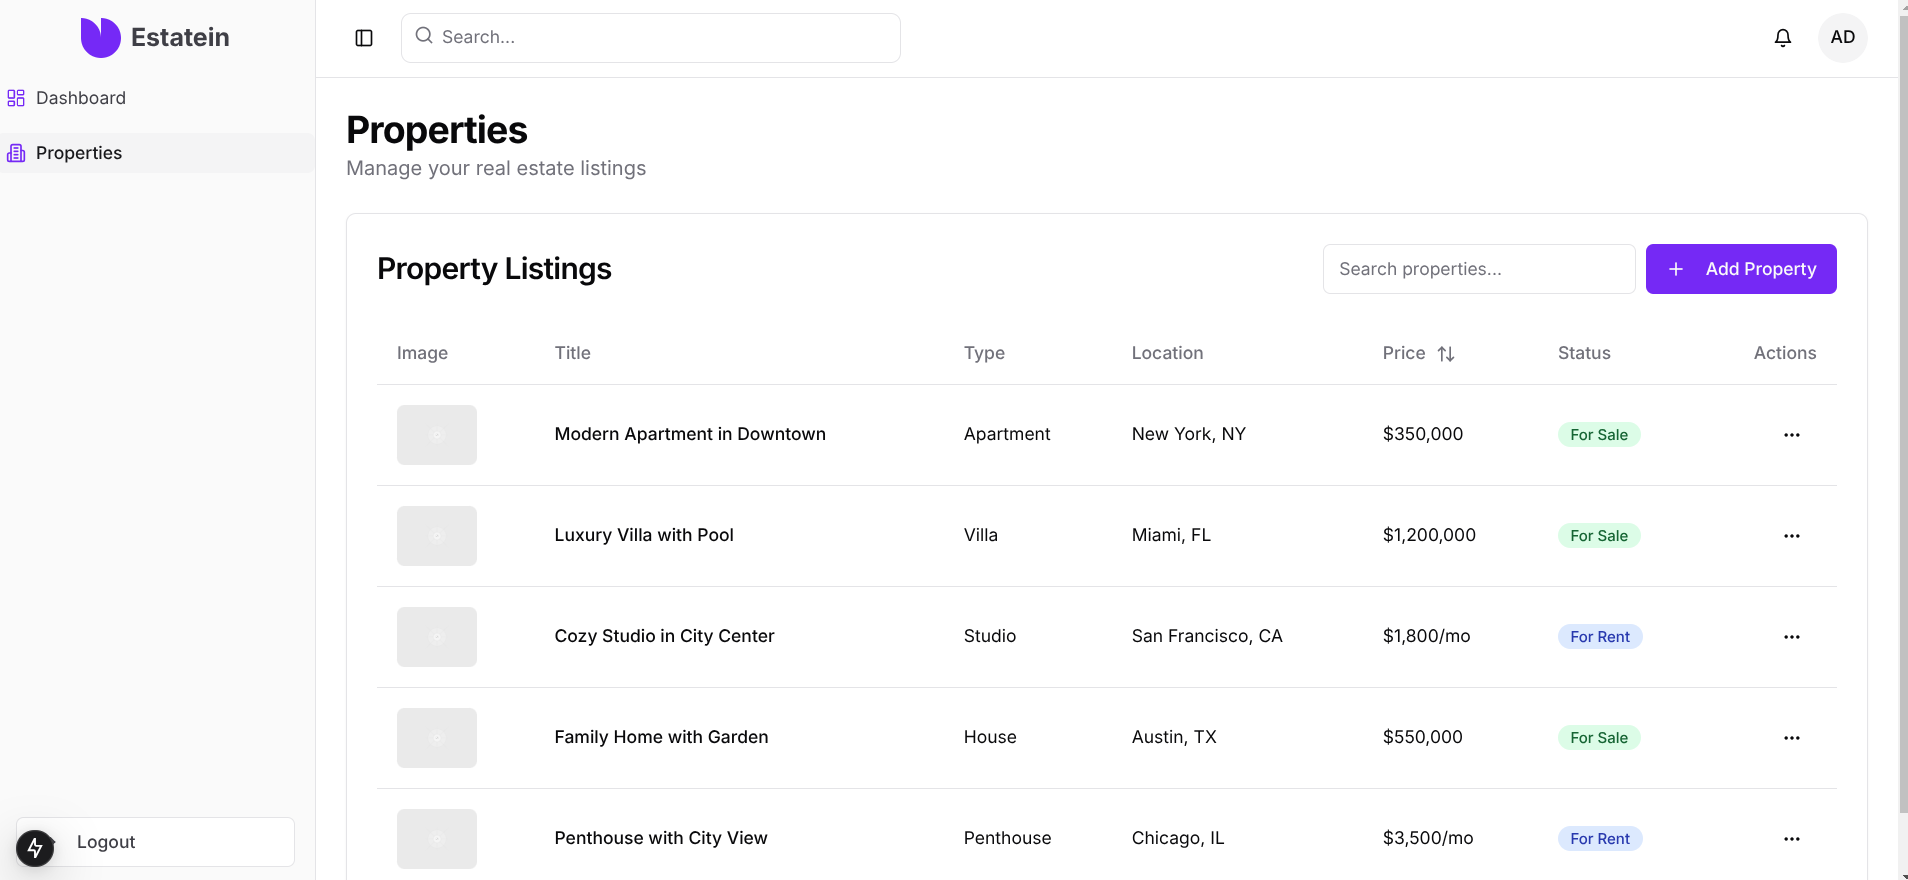 Estatein
Search...
AD
Dashboard
Properties
Properties
Manage your real estate listings
Property Listings
Search properties...
Add Property
Image Title Type Location Price Status Actions
Modern Apartment in Downtown Apartment New York, NY $350,000 For Sale
Luxury Villa with Pool Villa Miami, FL $1,200,000 For Sale
Cozy Studio in City Center Studio San Francisco, CA $1,800/mo For Rent
Family Home with Garden House Austin, TX $550,000 For Sale
Penthouse with City View Penthouse Chicago, IL $3,500/mo For Rent
Logout